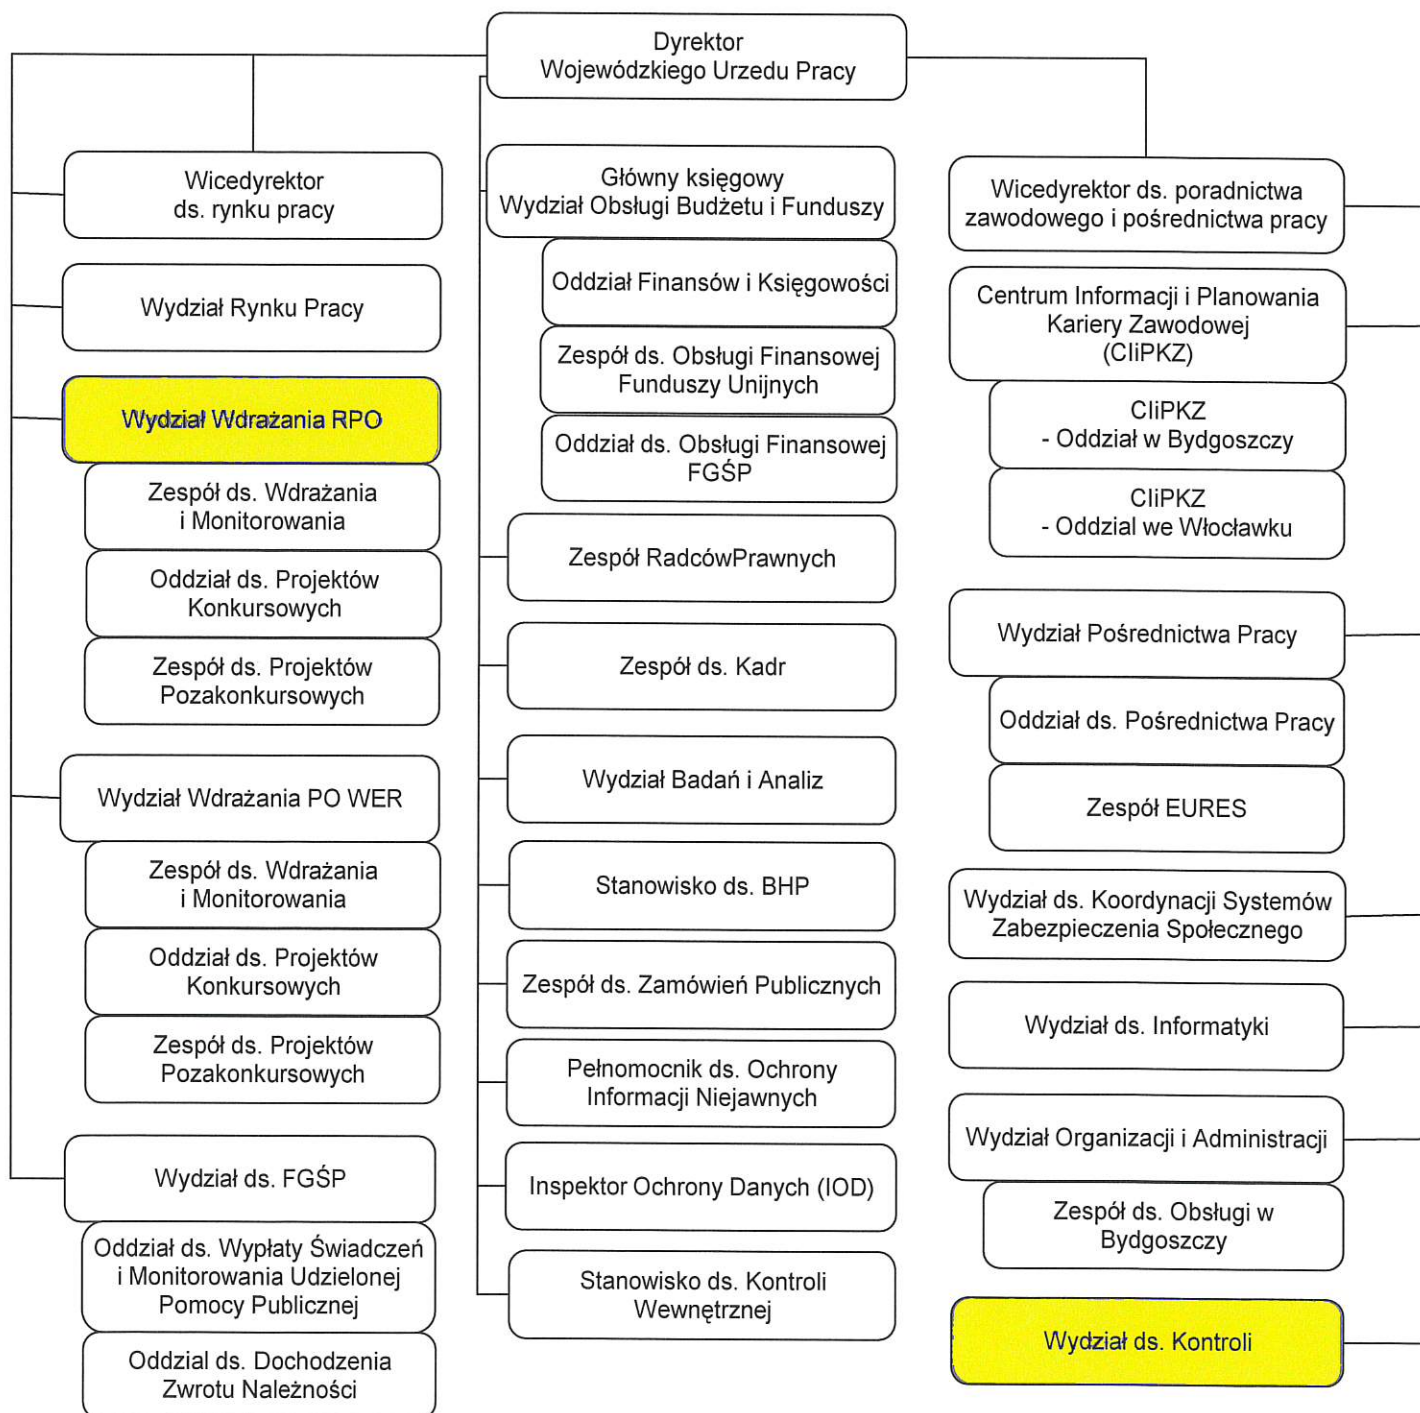 Dyrektor
Wojewódzkiego Urzedu Pracy
Wicedyrektor
ds. rynku pracy
Wydział Rynku Pracy
Wydział Wdrażania RPO
Zespół ds. Wdrażania
i Monitorowania
Oddział ds. Projektów
Konkursowych
Zespół ds. Projektów
Pozakonkursowych
Wydział Wdrażania PO WER
Zespół ds. Wdrażania
i Monitorowania
Oddział ds. Projektów
Konkursowych
Zespół ds. Projektów
Pozakonkursowych
Wydział ds. FGŚP
Oddział ds. Wypłaty Świadczeń
i Monitorowania Udzielonej
Pomocy Publicznej
Oddzial ds. Dochodzenia
Zwrotu Należności
Główny księgowy
Wydział Obsługi Budżetu i Funduszy
Oddział Finansów i Księgowości
Zespół ds. Obsługi Finansowej
Funduszy Unijnych
Oddział ds. Obsługi Finansowej
FGŚP
Zespół RadcówPrawnych
Zespół ds. Kadr
Wydział Badań i Analiz
Stanowisko ds. BHP
Zespół ds. Zamówień Publicznych
Pełnomocnik ds. Ochrony
Informacji Niejawnych
Inspektor Ochrony Danych (IOD)
Stanowisko ds. Kontroli
Wewnętrznej
Wicedyrektor ds. poradnictwa
zawodowego i pośrednictwa pracy
Centrum Informacji i Planowania
Kariery Zawodowej
(CIiPKZ)
CIiPKZ
- Oddział w Bydgoszczy
CIiPKZ
- Oddzial we Włocławku
Wydział Pośrednictwa Pracy
Oddział ds. Pośrednictwa Pracy
Zespół EURES
Wydział ds. Koordynacji Systemów
Zabezpieczenia Społecznego
Wydział ds. Informatyki
Wydział Organizacji i Administracji
Zespół ds. Obsługi w
Bydgoszczy
Wydział ds. Kontroli